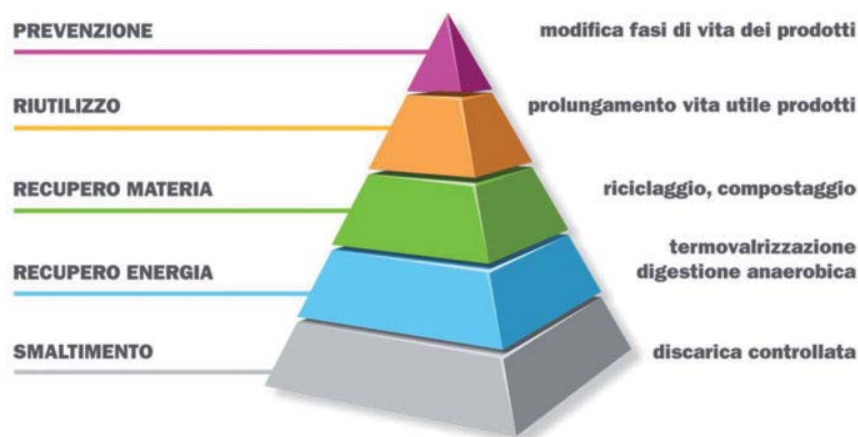 PREVENZIONE
modifica fasi di vita dei prodotti
RIUTILIZZO
prolungamento vita utile prodotti
RECUPERO MATERIA
riciclaggio, compostaggio
RECUPERO ENERGIA
termovalrizzazione
digestione anaerobica
SMALTIMENTO
discarica controllata